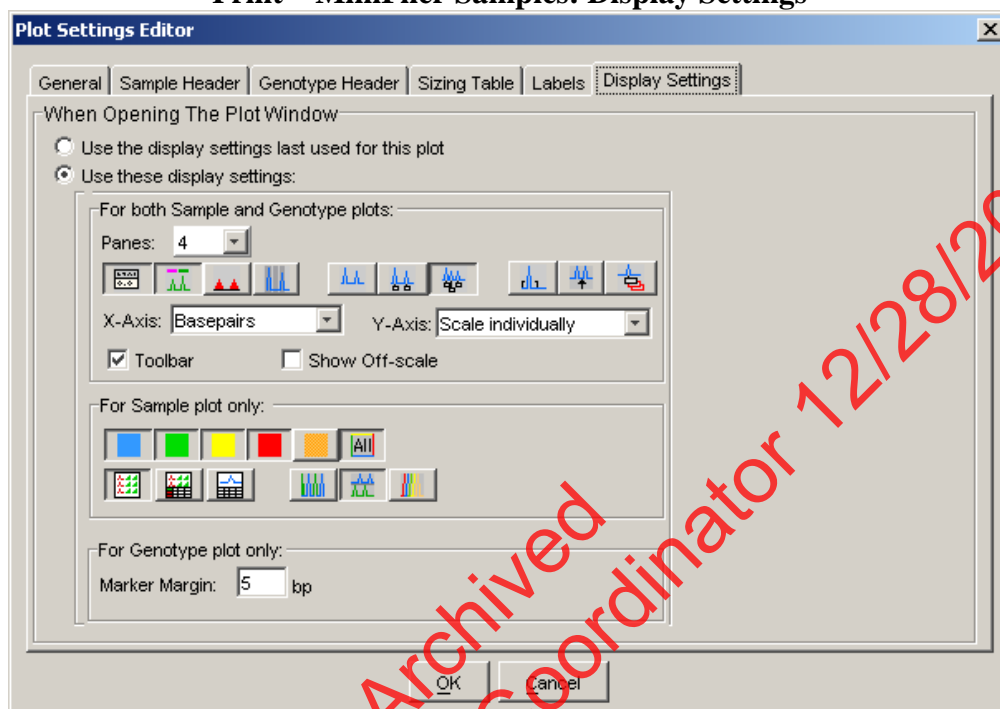 Plot Settings Editor
General Sample Header Genotype Header Sizing Table Labels Display Settings
When Opening The Plot Window
Use the display settings last used for this plot
Use these display settings:
For both Sample and Genotype plots:
Panes: 4
X-Axis: Basepairs Y-Axis: Scale individually
Toolbar Show Off-scale
For Sample plot only:
All
For Genotype plot only:
Marker Margin: 5 bp
OK Cancel
Archived
Coordinator 12/28/20